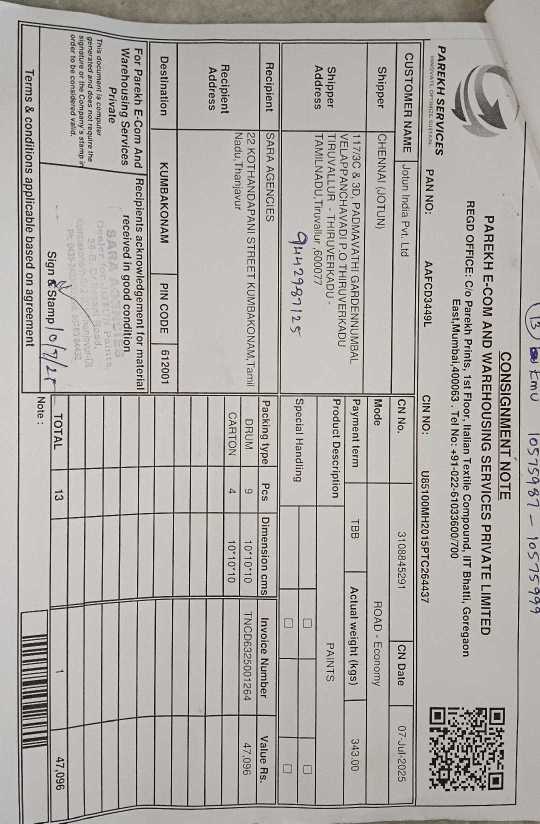 13 KMU 10575987 - 10575999
CONSIGNMENT NOTE
PAREKH E-COM AND WAREHOUSING SERVICES PRIVATE LIMITED
REGD OFFICE: C/o Parekh Prints, 1st Floor, Italian Textile Compound, IIT Bhatti, Goregaon
East,Mumbai,400063 . Tel No: +91-022-61033600/700
PAREKH SERVICES
PAN NO: AAFCD3449L CIN NO: U85100MH2015PTC264437
CUSTOMER NAME Jotun India Pvt. Ltd CN No. 3108845291 CN Date 07-Jul-2025
Shipper CHENNAI (JOTUN) Mode ROAD - Economy
Shipper Address 117/3C & 3D, PADMAVATHI GARDENNUMBAL
VELAPPANCHAVADI P.O THIRUVERKADU
TIRUVALLUR - THIRUVERKADU -
TAMILNADU,Tiruvallur ,600077
9442987125
Payment term TBB Actual weight (kgs) 343.00
Product Description PAINTS
Special Handling
Recipient SARA AGENCIES
Recipient Address 22 KOTHANDAPANI STREET KUMBAKONAM,Tamil
Nadu,Thanjavur
Packing type Pcs Dimension cms Invoice Number Value Rs.
DRUM 9 10*10*10 TNCD6325001264 47,096
CARTON 4 10*10*10
Destination KUMBAKONAM PIN CODE 612001
For Parekh E-Com And
Warehousing Services
Private
This document is computer
generated and does not require the
signature or the Company's stamp in
order to be considered valid.
Recipients acknowledgement for material
received in good condition
SARA AGENCIES
Sign & Stamp 10/7/25
TOTAL 13 1 47,096
Terms & conditions applicable based on agreement
Note :